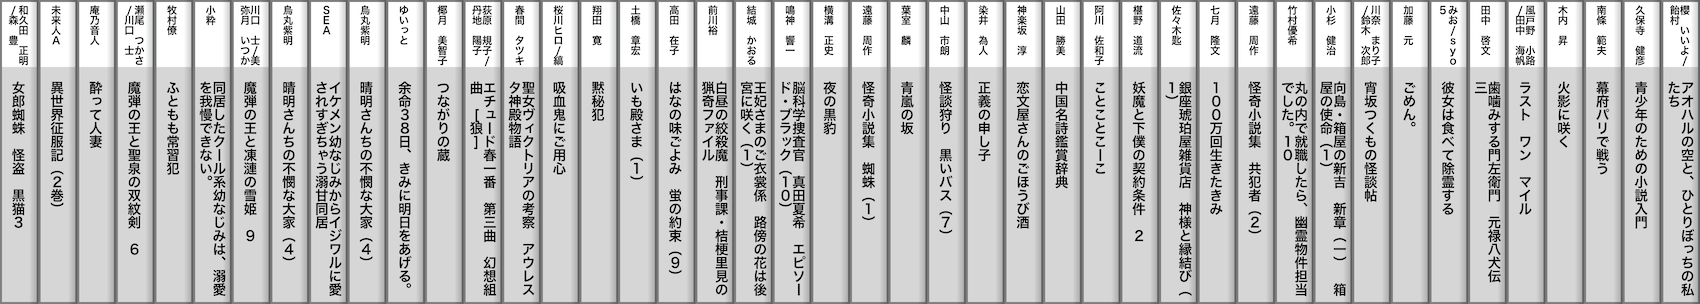 櫻 いいよ/
飴村
アオハルの空と、ひとりぼっちの私
たち
久保寺 健彦
青少年のための小説入門
南條 範夫
幕府パリで戦う
木内 昇
火影に咲く
風戸野 小路
/田中 海帆
ラスト ワン マイル
田中 啓文
歯噛みする門左衛門 元禄八犬伝
三
みお/syo
5
彼女は食べて除霊する
加藤 元
ごめん。
川奈 まり子
/鈴木 次郎
宵坂つくもの怪談帖
小杉 健治
向島・箱屋の新吉 新章(一) 箱
屋の使命(1)
竹村優希
丸の内で就職したら、幽霊物件担当
でした。10
遠藤 周作
怪奇小説集 共犯者(2)
七月 隆文
100万回生きたきみ
佐々木匙
銀座琥珀屋雑貨店 神様と縁結び(
1)
椹野 道流
妖魔と下僕の契約条件 2
阿川 佐和子
ことことこーこ
山田 勝美
中国名詩鑑賞辞典
神楽坂 淳
恋文屋さんのごほうび酒
染井 為人
正義の申し子
中山 市朗
怪談狩り 黒いバス(7)
葉室 麟
青嵐の坂
遠藤 周作
怪奇小説集 蜘蛛(1)
横溝 正史
夜の黒豹
鳴神 響一
脳科学捜査官 真田夏希 エピソー
ド・ブラック(10)
結城 かおる
王妃さまのご衣裳係 路傍の花は後
宮に咲く(1)
前川裕
白昼の絞殺魔 刑事課・桔梗里見の
猟奇ファイル
高田 在子
はなの味ごよみ 蛍の約束(9)
土橋 章宏
いも殿さま(1)
翔田 寛
黙秘犯
桜川ヒロ/縞
吸血鬼にご用心
春間 タツキ
聖女ヴィクトリアの考察 アウレス
タ神殿物語
荻原 規子/
丹地 陽子
エチュード春一番 第三曲 幻想組
曲 [狼]
椰月 美智子
つながりの蔵
ゆいっと
余命38日、きみに明日をあげる。
烏丸紫明
晴明さんちの不憫な大家(4)
SEA
イケメン幼なじみからイジワルに愛
されすぎちゃう溺甘同居
烏丸紫明
晴明さんちの不憫な大家(4)
川口 士/美
弥月 いつか
魔弾の王と凍漣の雪姫 9
小粋
同居したクール系幼なじみは、溺愛
を我慢できない。
牧村僚
ふともも常習犯
瀬尾 つかさ
/川口 士
魔弾の王と聖泉の双紋剣 6
庵乃音人
酔って人妻
未来人A
異世界征服記(2巻)
和久田 正明
/森 豊
女郎蜘蛛 怪盗 黒猫3